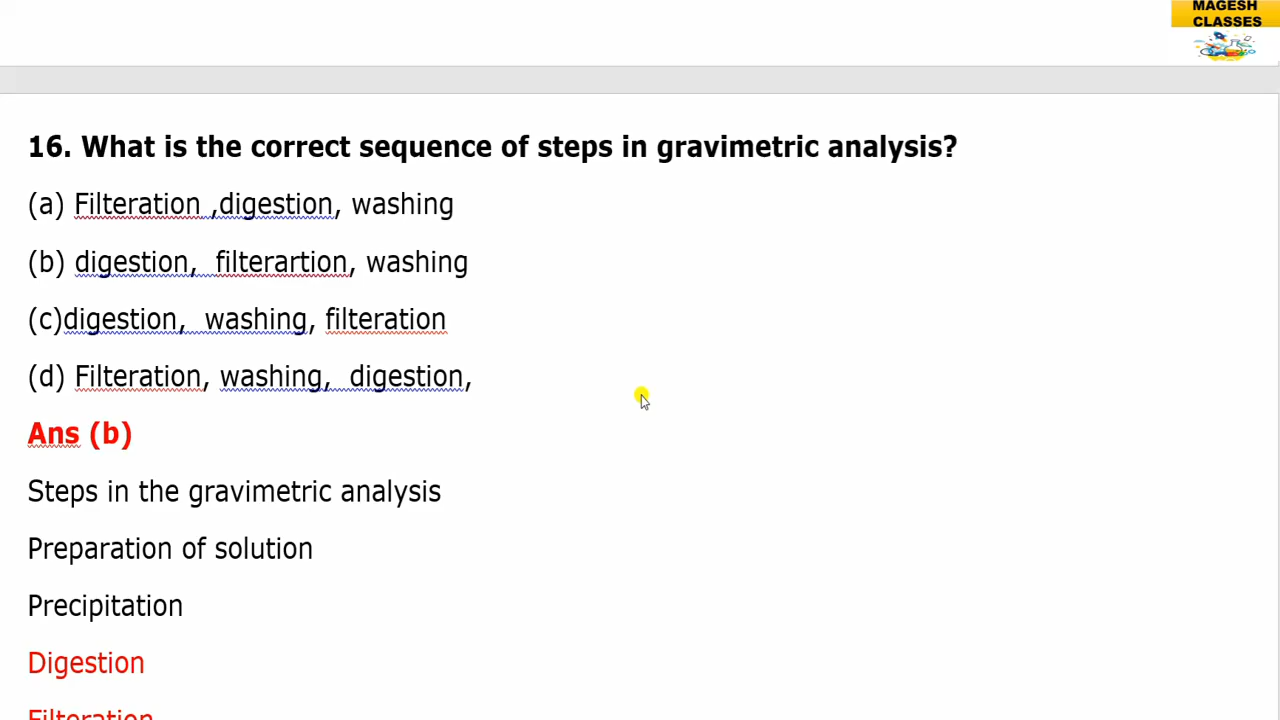 MAGESH
CLASSES
16. What is the correct sequence of steps in gravimetric analysis?
(a) Filteration ,digestion, washing
(b) digestion,  filterartion, washing
(c)digestion,  washing, filteration
(d) Filteration, washing,  digestion,
Ans (b)
Steps in the gravimetric analysis
Preparation of solution
Precipitation
Digestion
Filteration